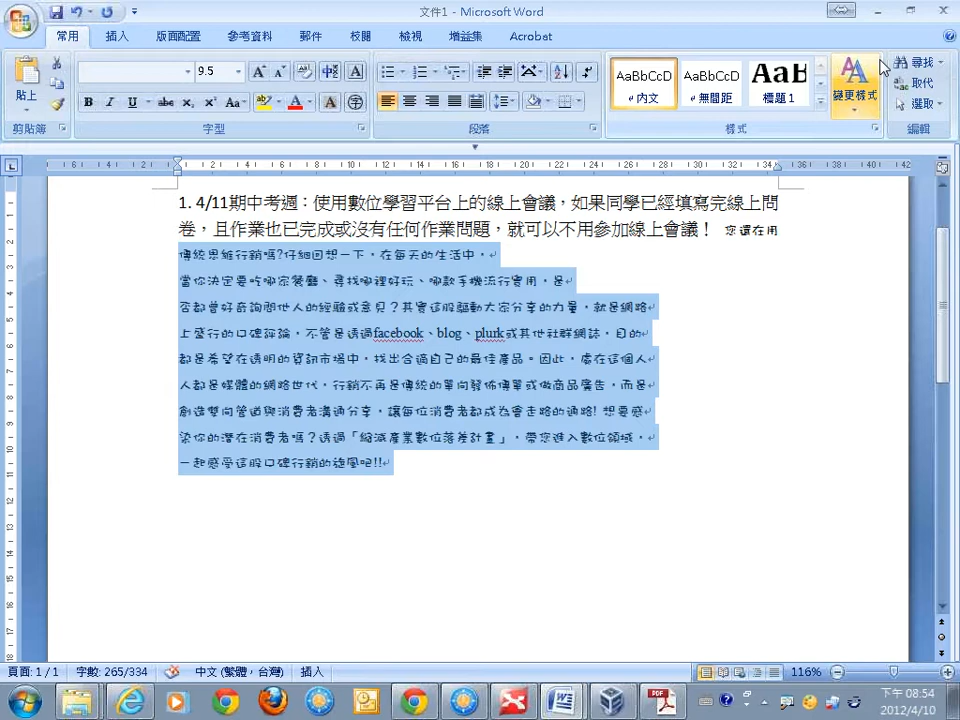 文件1 - Microsoft Word
常用 插入 版面配置 參考資料 郵件 校閱 檢視 增益集 Acrobat
貼上 9.5 AaBbCcD AaBbCcD AaBb 變更樣式 尋找
B I U abc x₂ x² Aa 內文 無間距 標題 1 取代
選取
剪貼簿 字型 段落 樣式 編輯
1. 4/11期中考週：使用數位學習平台上的線上會議，如果同學已經填寫完線上問
卷，且作業也已完成或沒有任何作業問題，就可以不用參加線上會議！ 您還在用
傳統思維行銷嗎?仔細回想一下，在每天的生活中，
當你決定要吃哪家餐廳、尋找哪裡好玩、哪款手機流行實用，是
否都曾好奇詢問他人的經驗或意見？其實這股驅動大家分享的力量，就是網路
上盛行的口碑評論，不管是透過facebook、blog、plurk或其他社群網誌，目的
都是希望在透明的資訊市場中，找出合適自己的最佳產品。因此，處在這個人
人都是媒體的網路世代，行銷不再是傳統的單向發佈傳單或做商品廣告，而是
創造雙向管道與消費者溝通分享，讓每位消費者都成為會走路的通路! 想要感
染你的潛在消費者嗎？透過「縮減產業數位落差計畫」，帶您進入數位領域，
一起感受這股口碑行銷的旋風吧!!
頁面: 1 / 1 字數: 265/334 中文 (繁體，台灣) 插入 116%
下午 08:54
2012/4/10